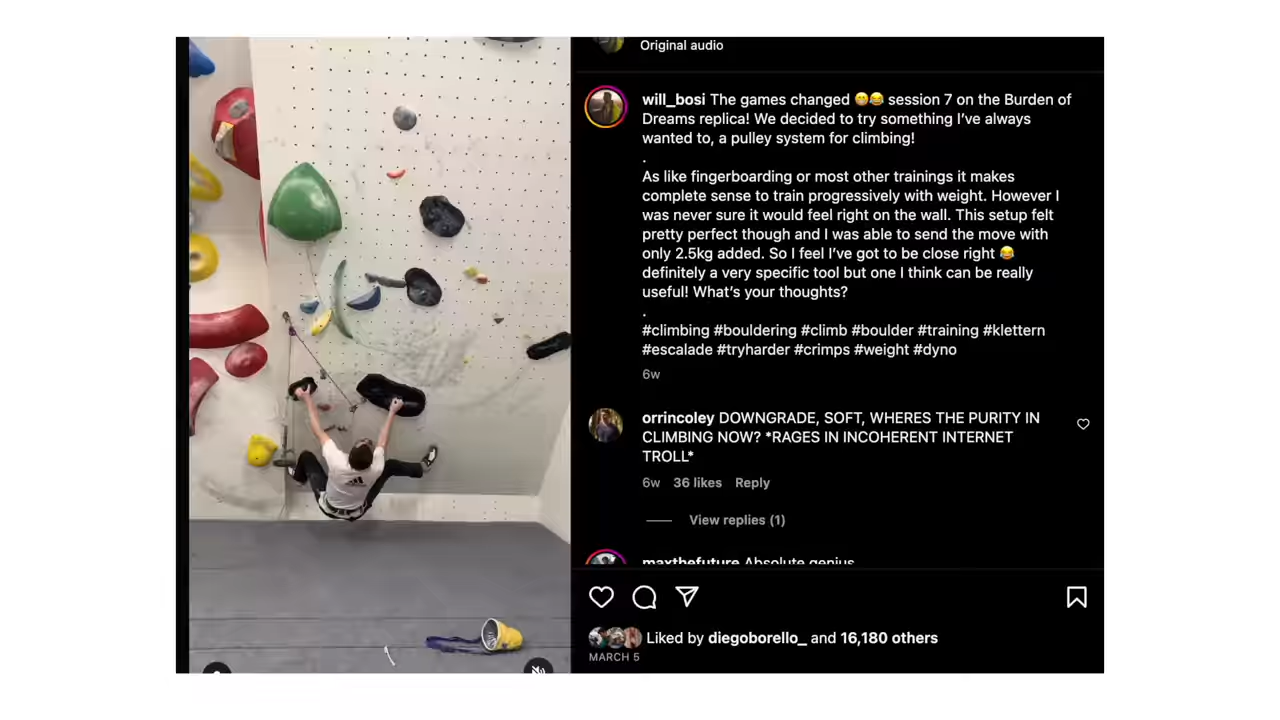 Original audio
will_bosi The games changed 😁😂 session 7 on the Burden of
Dreams replica! We decided to try something I've always
wanted to, a pulley system for climbing!
.
As like fingerboarding or most other trainings it makes
complete sense to train progressively with weight. However I
was never sure it would feel right on the wall. This setup felt
pretty perfect though and I was able to send the move with
only 2.5kg added. So I feel I've got to be close right 😂
definitely a very specific tool but one I think can be really
useful! What's your thoughts?
.
#climbing #bouldering #climb #boulder #training #klettern
#escalade #tryharder #crimps #weight #dyno
6w
orrincoley DOWNGRADE, SOFT, WHERES THE PURITY IN
CLIMBING NOW? *RAGES IN INCOHERENT INTERNET
TROLL*
6w 36 likes Reply
View replies (1)
maxthefuture Absolute genius
Liked by diegoborello_ and 16,180 others
MARCH 5